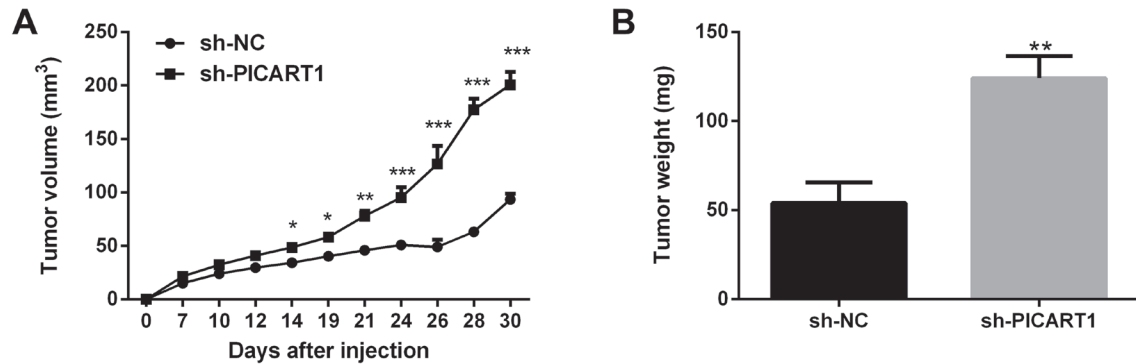 A
Tumor volume (mm³)
250
200
150
100
50
0
sh-NC
sh-PICART1
*
*
**
***
***
***
***
0 7 10 12 14 19 21 24 26 28 30
Days after injection
B
Tumor weight (mg)
150
100
50
0
**
sh-NC sh-PICART1